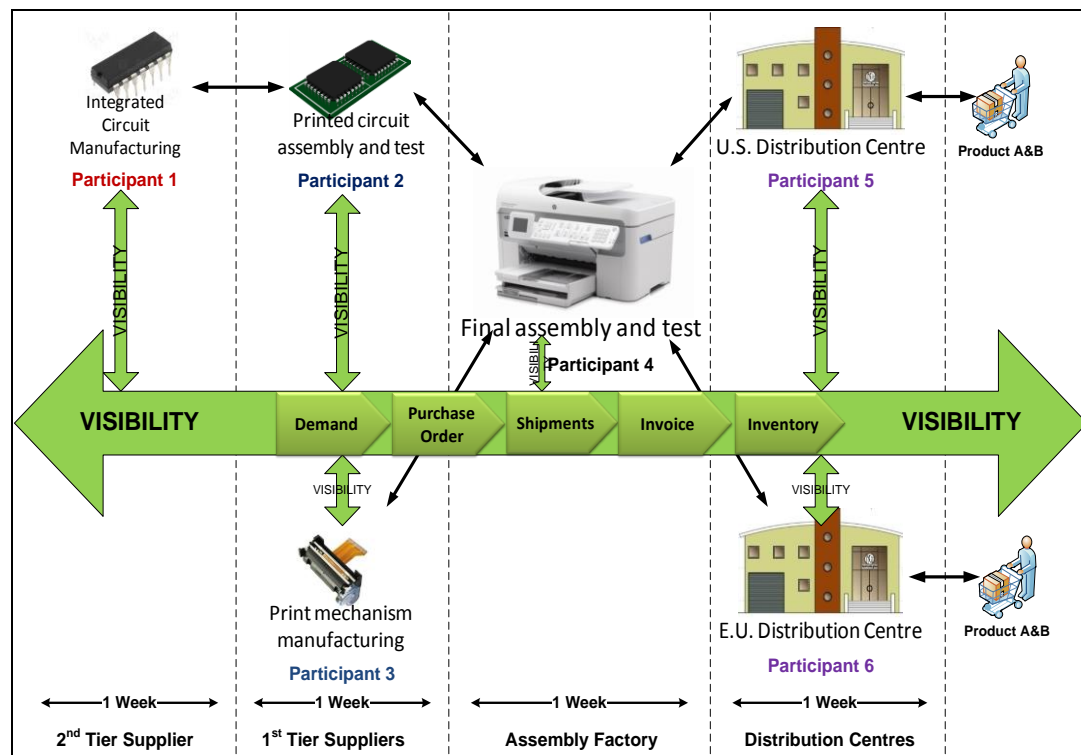 Integrated
Circuit
Manufacturing
Participant 1
Printed circuit
assembly and test
Participant 2
U.S. Distribution Centre
Participant 5
Product A&B
VISIBILITY
VISIBILITY
VISIBILITY
Final assembly and test
VISIBILI
Participant 4
VISIBILITY
Demand
Purchase
Order
Shipments
Invoice
Inventory
VISIBILITY
VISIBILITY
VISIBILITY
Print mechanism
manufacturing
Participant 3
E.U. Distribution Centre
Participant 6
Product A&B
1 Week
1 Week
1 Week
1 Week
2nd Tier Supplier
1st Tier Suppliers
Assembly Factory
Distribution Centres